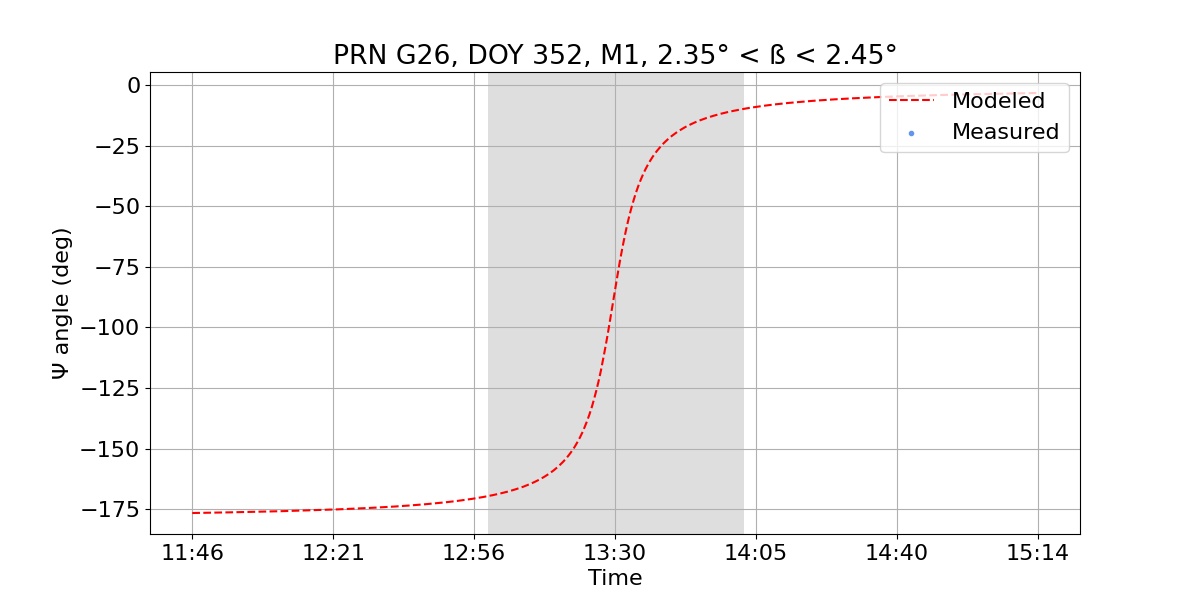 PRN G26, DOY 352, M1, 2.35° < ß < 2.45°
Modeled
Measured
Ψ angle (deg)
0
−25
−50
−75
−100
−125
−150
−175
11:46 12:21 12:56 13:30 14:05 14:40 15:14
Time